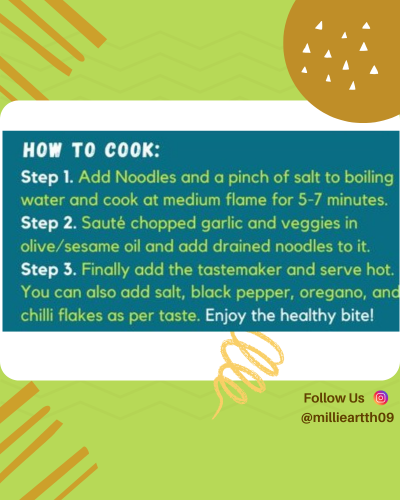 HOW TO COOK:
Step 1. Add Noodles and a pinch of salt to boiling
water and cook at medium flame for 5-7 minutes.
Step 2. Sauté chopped garlic and veggies in
olive/sesame oil and add drained noodles to it.
Step 3. Finally add the tastemaker and serve hot.
You can also add salt, black pepper, oregano, and
chilli flakes as per taste. Enjoy the healthy bite!
Follow Us
@millieartth09